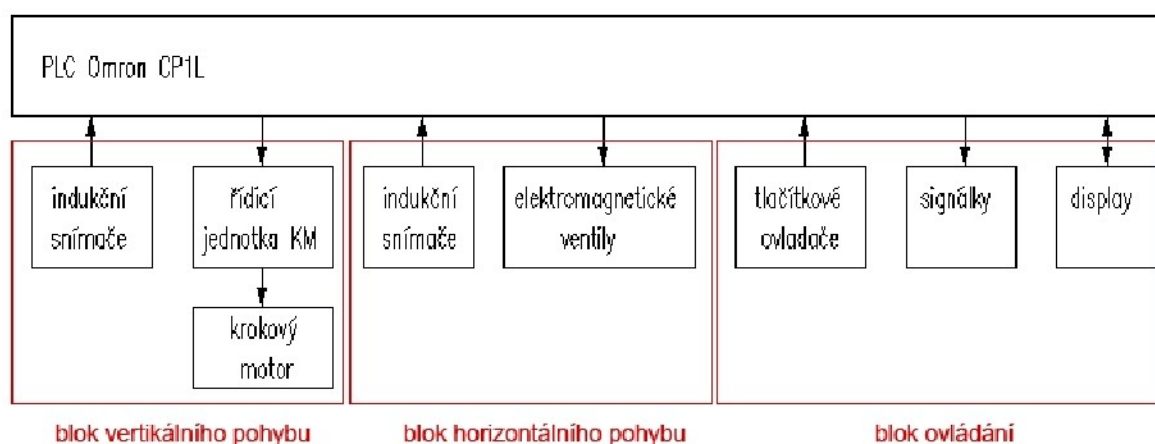 PLC Omron CP1L
indukční
snímače
řídicí
jednotka KM
krokový
motor
indukční
snímače
elektromagnetické
ventily
tlačítkové
ovladače
signálky
display
blok vertikálního pohybu
blok horizontálního pohybu
blok ovládání